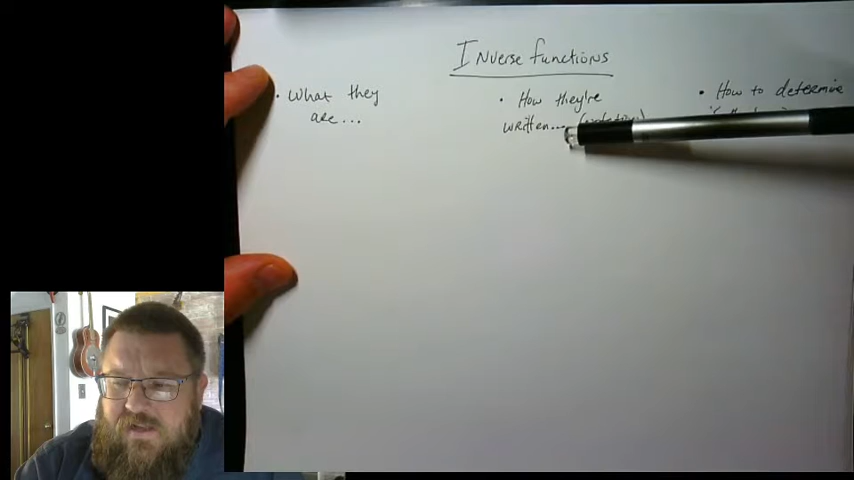 Inverse functions
• What they
are...
• How they're
written...
• How to determine